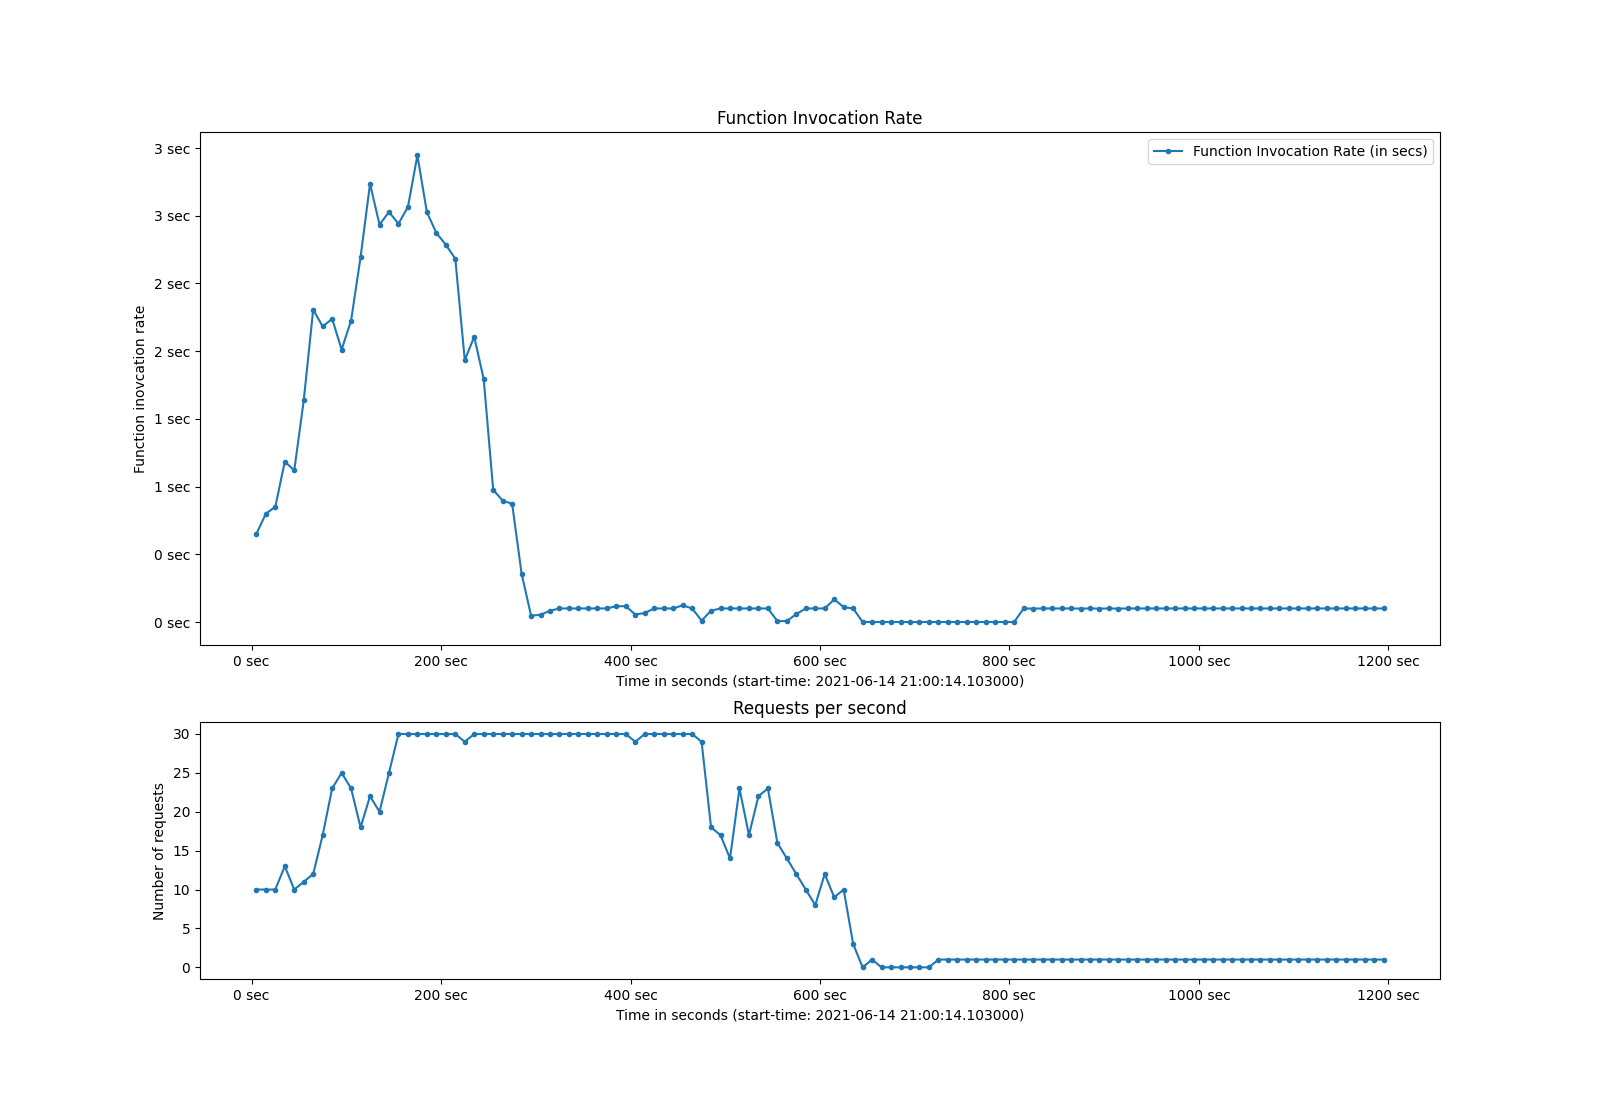 Function Invocation Rate
Function Invocation Rate (in secs)
3 sec
3 sec
2 sec
2 sec
1 sec
1 sec
0 sec
0 sec
Function inovcation rate
0 sec 200 sec 400 sec 600 sec 800 sec 1000 sec 1200 sec
Time in seconds (start-time: 2021-06-14 21:00:14.103000)
Requests per second
30
25
20
15
10
5
0
Number of requests
0 sec 200 sec 400 sec 600 sec 800 sec 1000 sec 1200 sec
Time in seconds (start-time: 2021-06-14 21:00:14.103000)